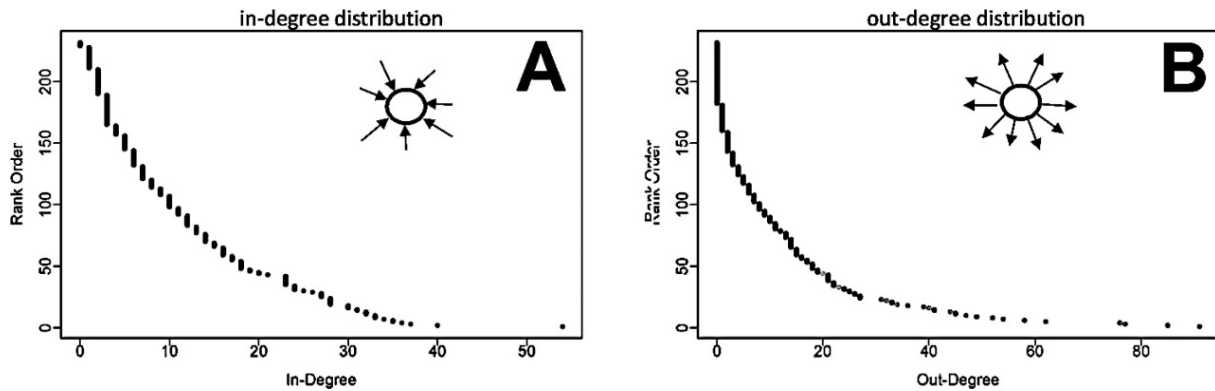 in-degree distribution
A
Rank Order
200
150
100
50
0
0 10 20 30 40 50
In-Degree
out-degree distribution
B
Rank Order
200
150
100
50
0
0 20 40 60 80
Out-Degree